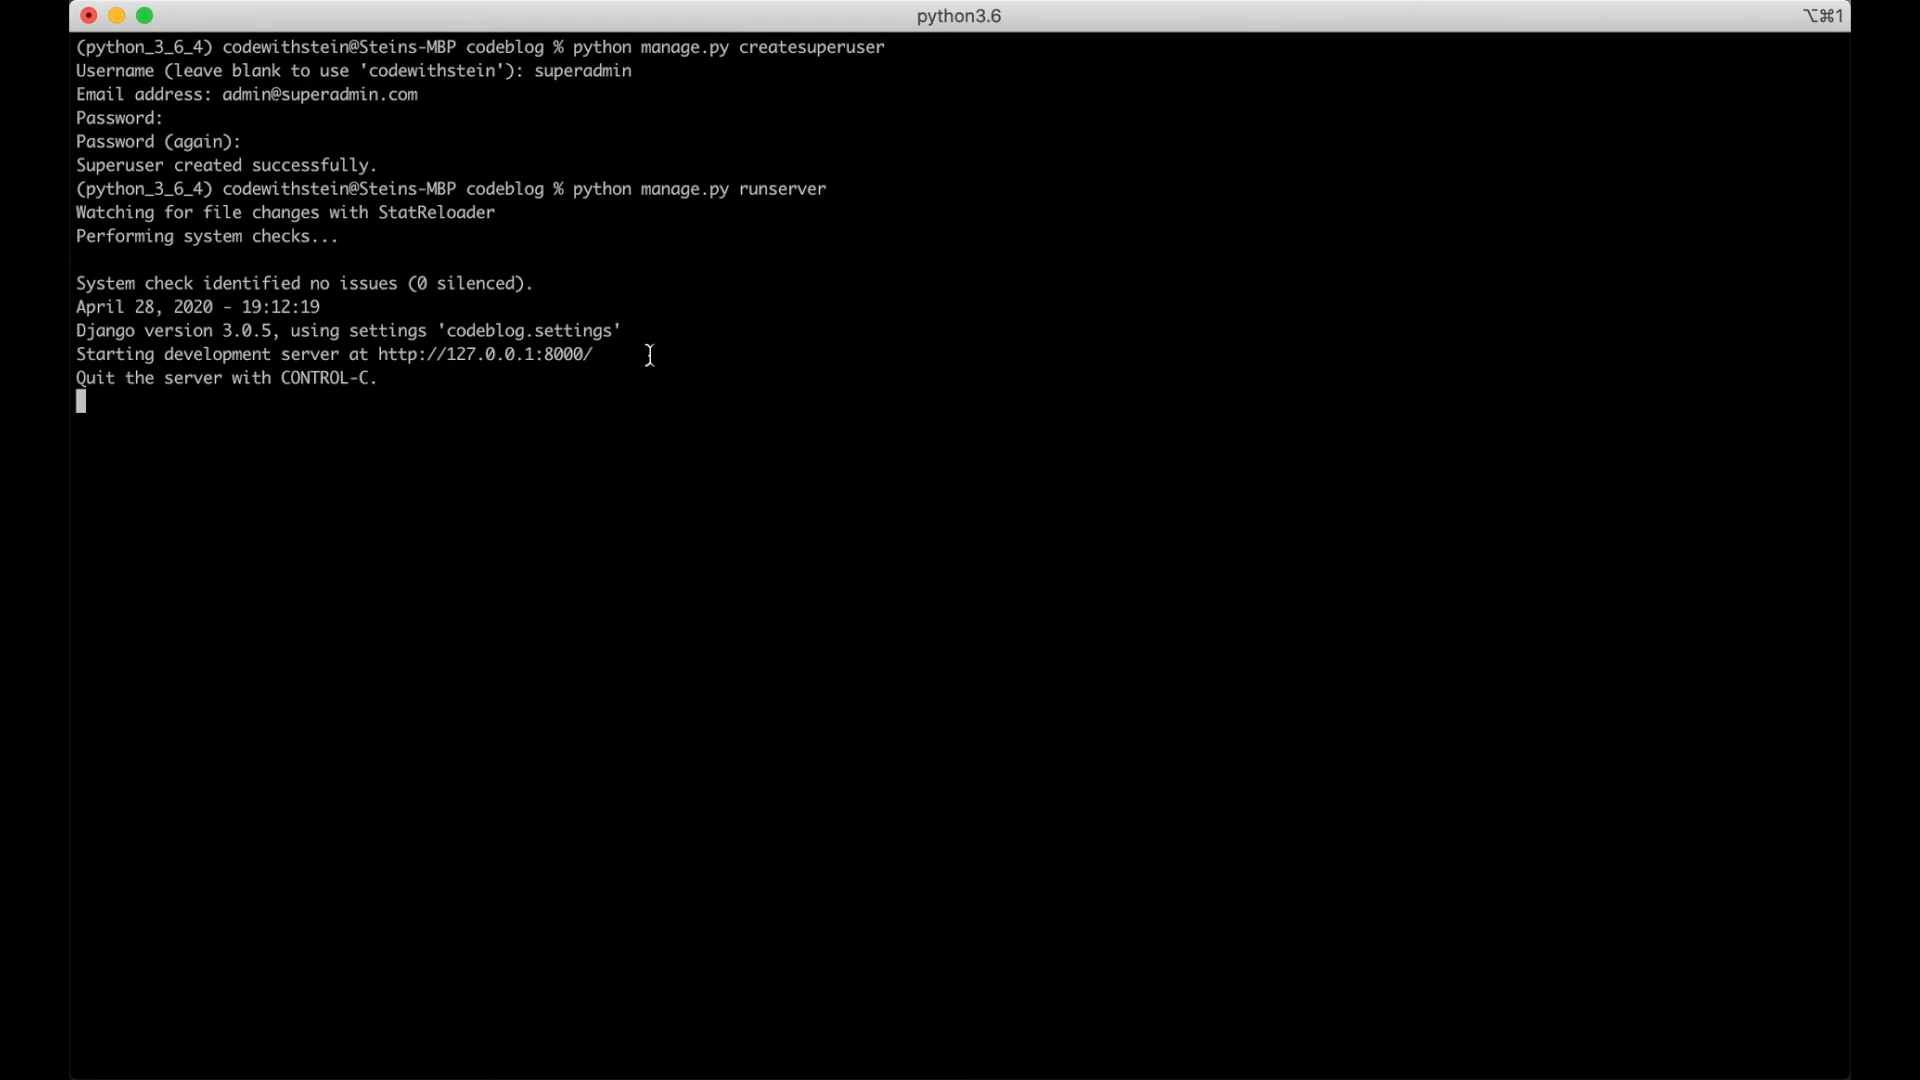 python3.6
⌥⌘1
(python_3_6_4) codewithstein@Steins-MBP codeblog % python manage.py createsuperuser
Username (leave blank to use 'codewithstein'): superadmin
Email address: admin@superadmin.com
Password:
Password (again):
Superuser created successfully.
(python_3_6_4) codewithstein@Steins-MBP codeblog % python manage.py runserver
Watching for file changes with StatReloader
Performing system checks...
System check identified no issues (0 silenced).
April 28, 2020 - 19:12:19
Django version 3.0.5, using settings 'codeblog.settings'
Starting development server at http://127.0.0.1:8000/
Quit the server with CONTROL-C.